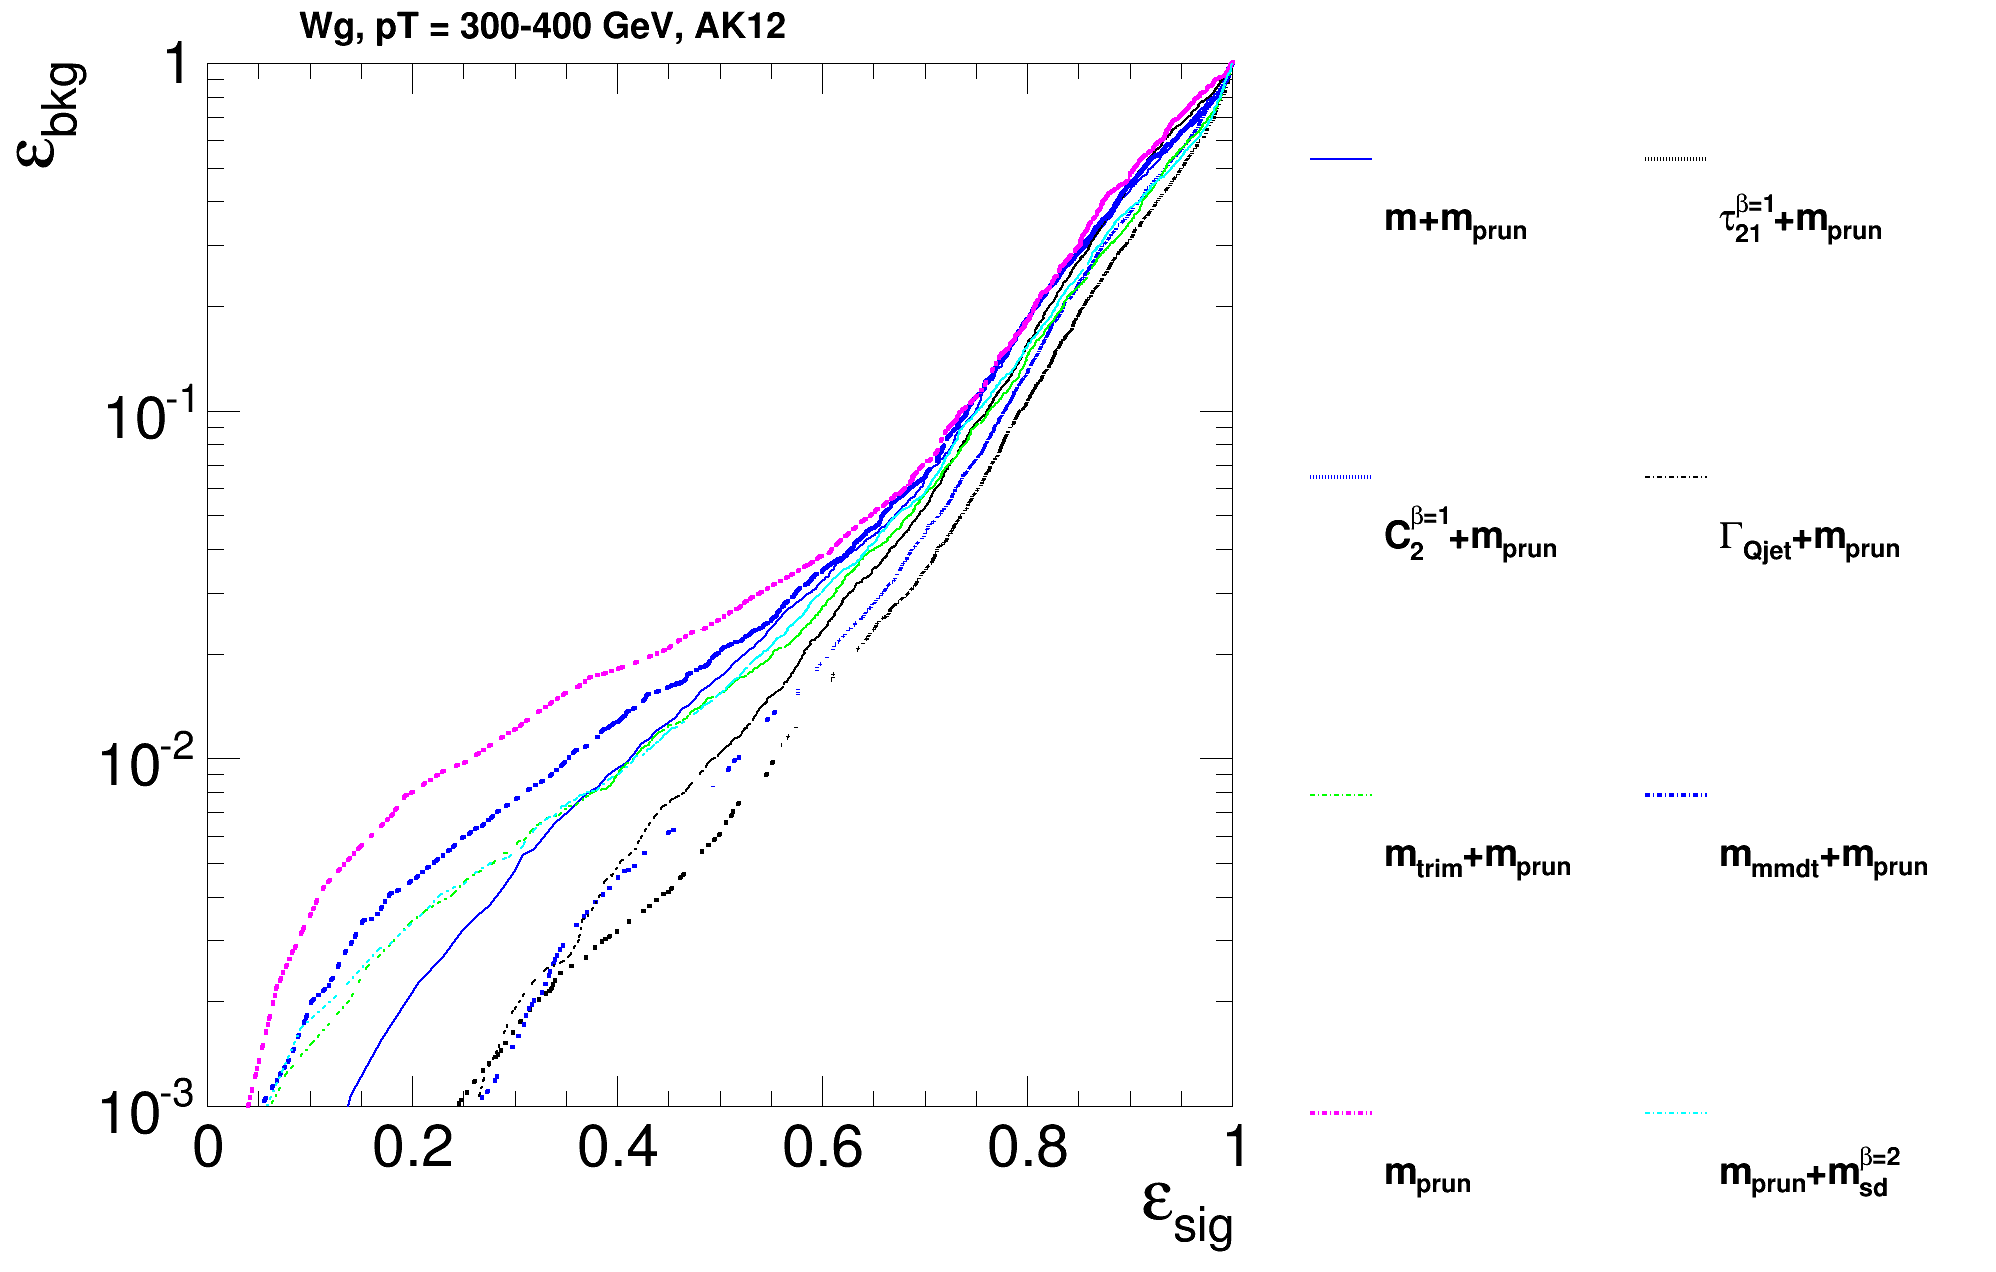 Wg, pT = 300-400 GeV, AK12
ε_bkg
1
10^-1
10^-2
10^-3
0 0.2 0.4 0.6 0.8 1
ε_sig
m+m_prun
τ_21^β=1+m_prun
C_2^β=1+m_prun
Γ_Qjet+m_prun
m_trim+m_prun
m_mmdt+m_prun
m_prun
m_prun+m_sd^β=2